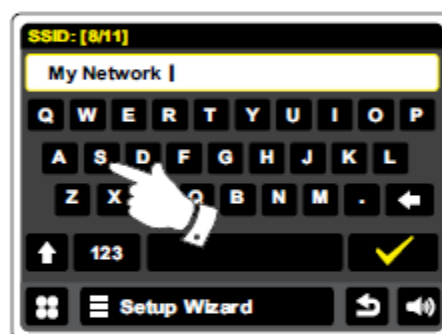 SSID: [8/11]
My Network
Q W E R T Y U I O P
A S D F G H J K L
Z X Q B N M .
123
Setup Wizard